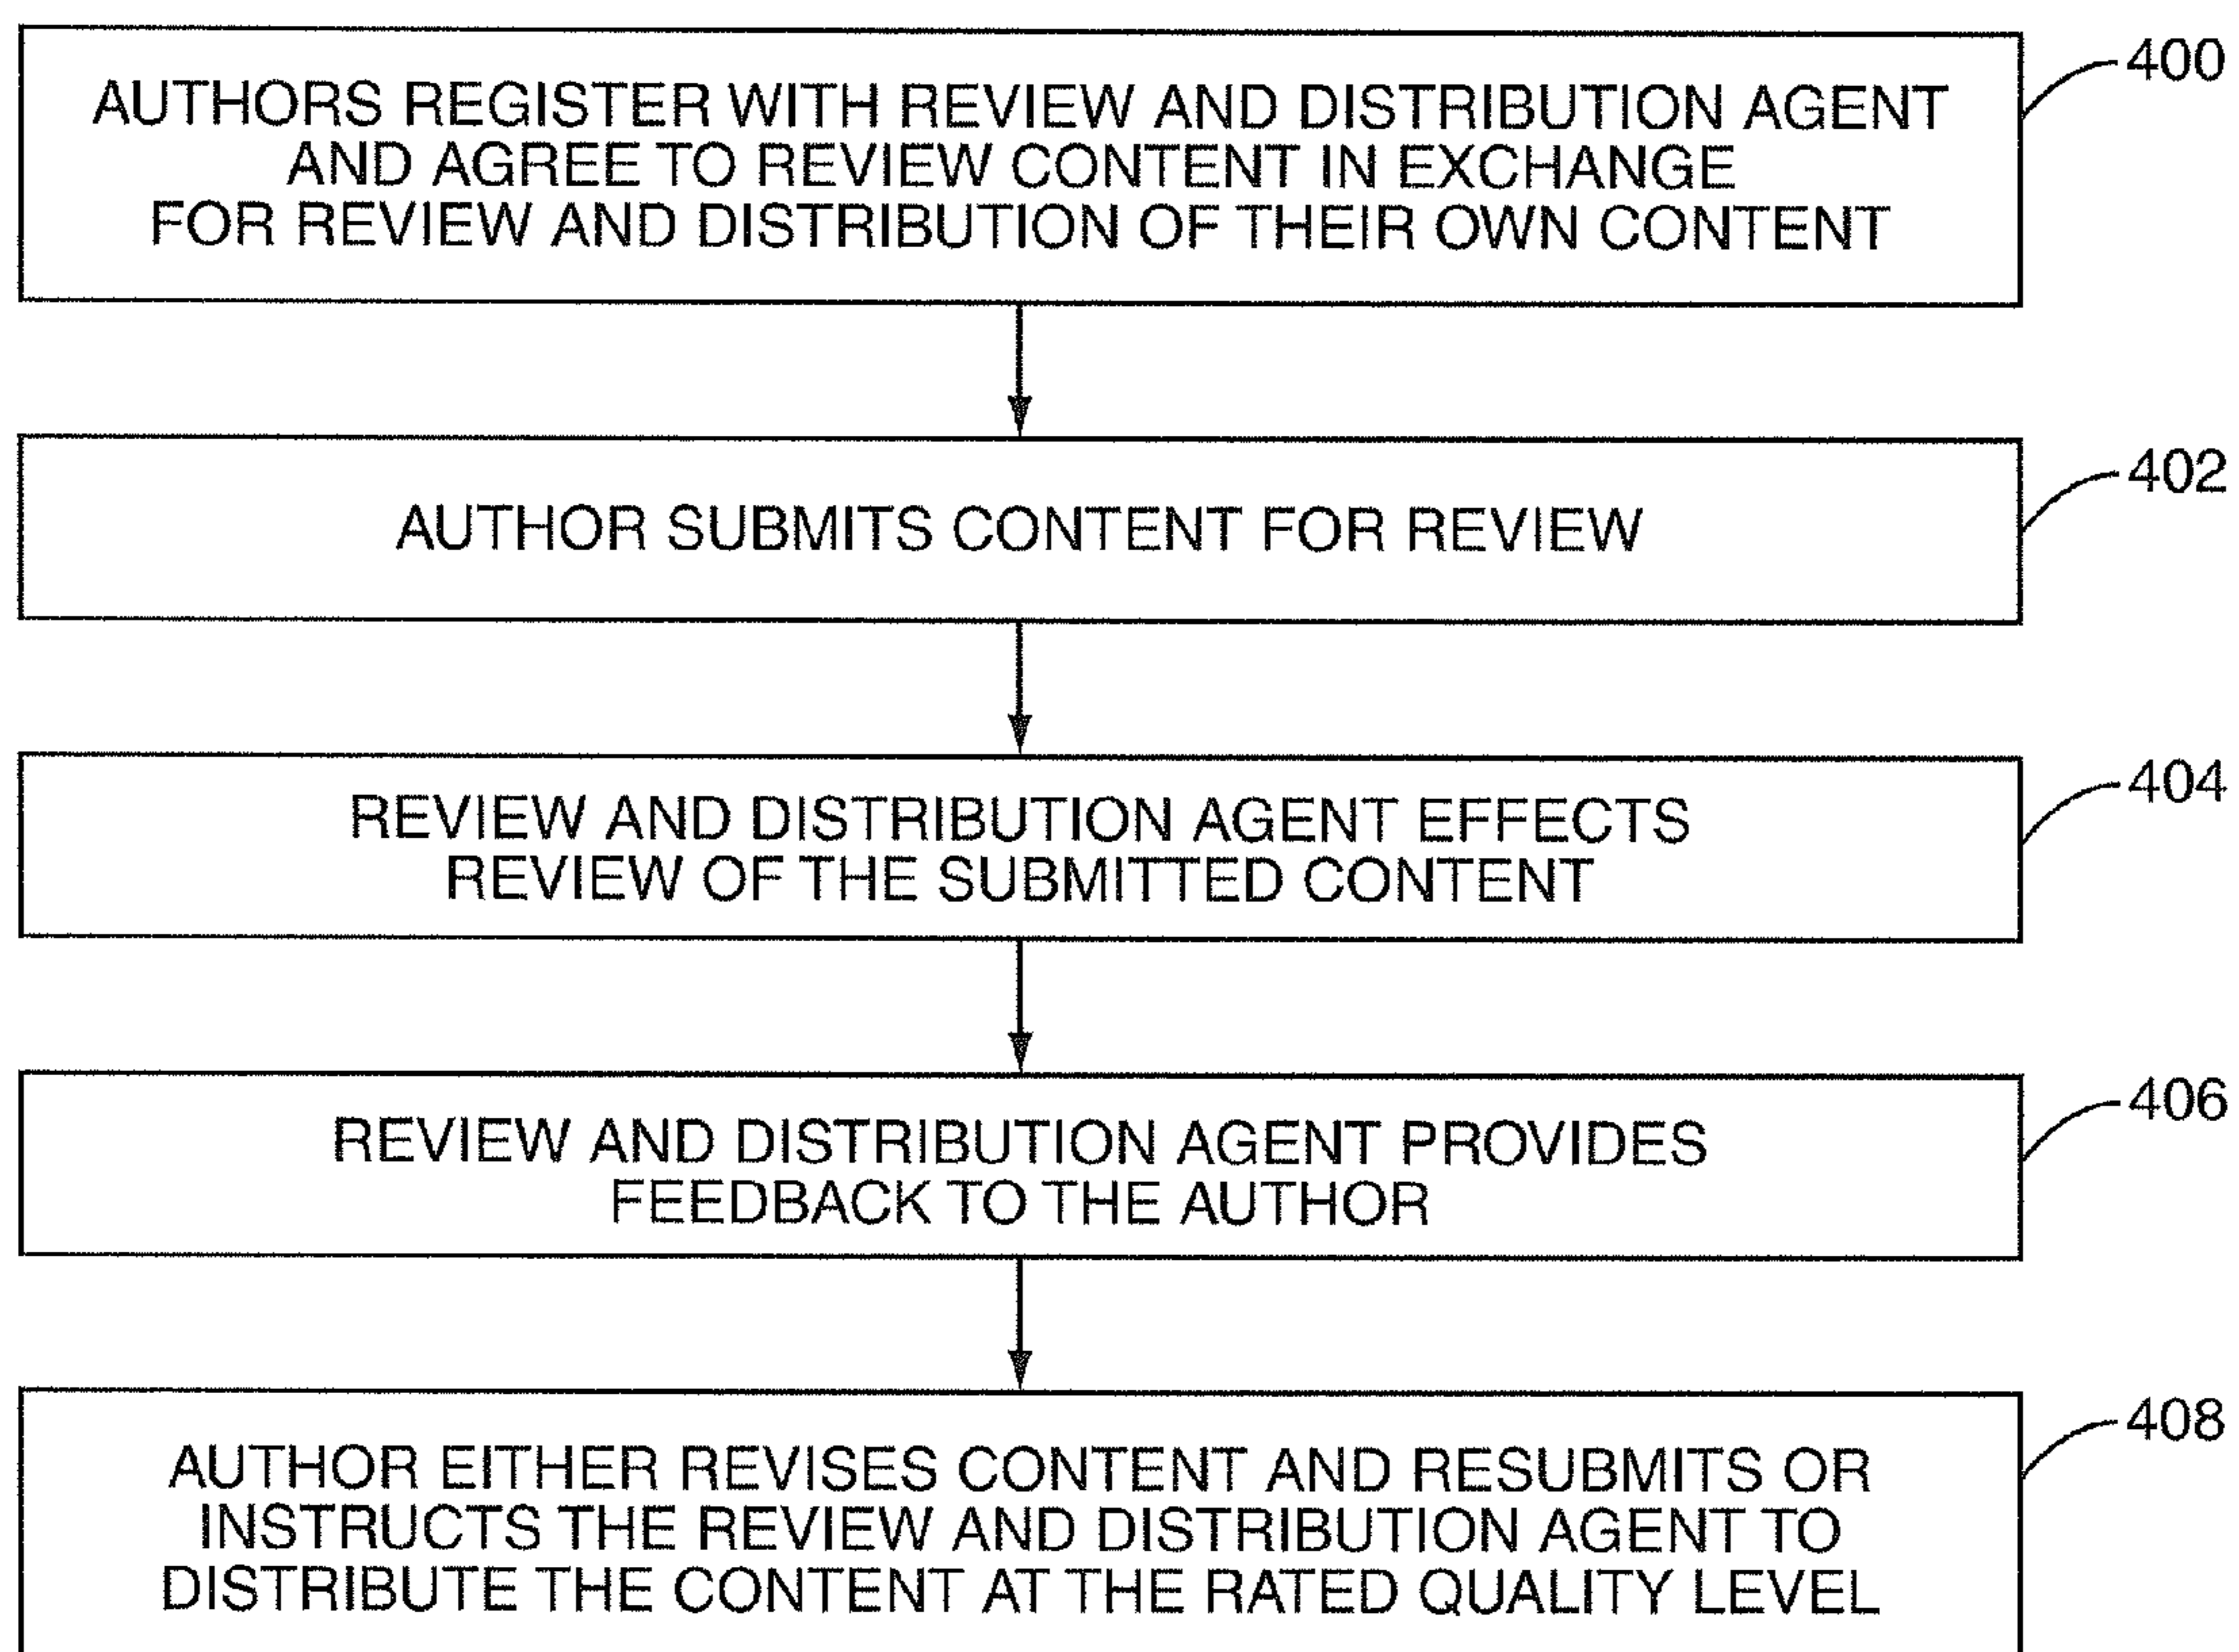 AUTHORS REGISTER WITH REVIEW AND DISTRIBUTION AGENT
AND AGREE TO REVIEW CONTENT IN EXCHANGE
FOR REVIEW AND DISTRIBUTION OF THEIR OWN CONTENT
400
AUTHOR SUBMITS CONTENT FOR REVIEW
402
REVIEW AND DISTRIBUTION AGENT EFFECTS
REVIEW OF THE SUBMITTED CONTENT
404
REVIEW AND DISTRIBUTION AGENT PROVIDES
FEEDBACK TO THE AUTHOR
406
AUTHOR EITHER REVISES CONTENT AND RESUBMITS OR
INSTRUCTS THE REVIEW AND DISTRIBUTION AGENT TO
DISTRIBUTE THE CONTENT AT THE RATED QUALITY LEVEL
408